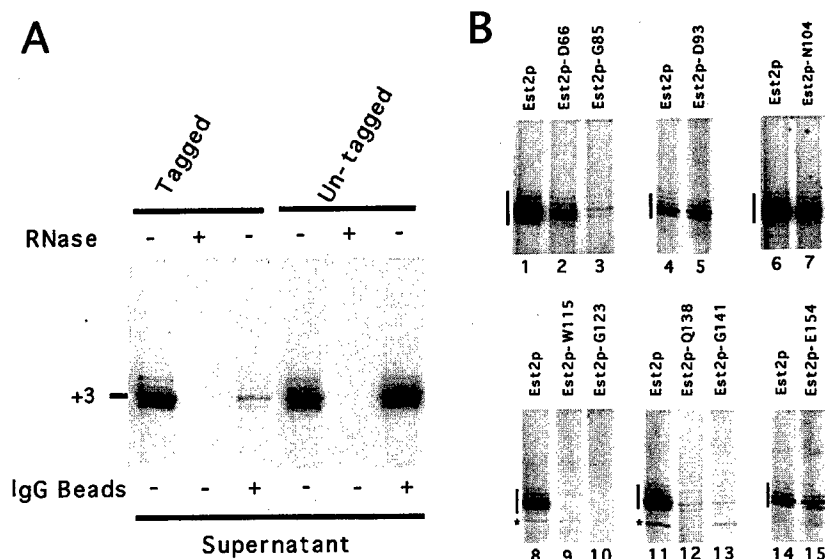 A
Tagged
Un-tagged
RNase - + - - + -
+3
IgG Beads - - + - - +
Supernatant
B
Est2p
Est2p-D66
Est2p-G85
Est2p
Est2p-D93
Est2p
Est2p-N104
1 2 3 4 5 6 7
Est2p
Est2p-W115
Est2p-G123
Est2p
Est2p-Q138
Est2p-G141
Est2p
Est2p-E154
* *
8 9 10 11 12 13 14 15